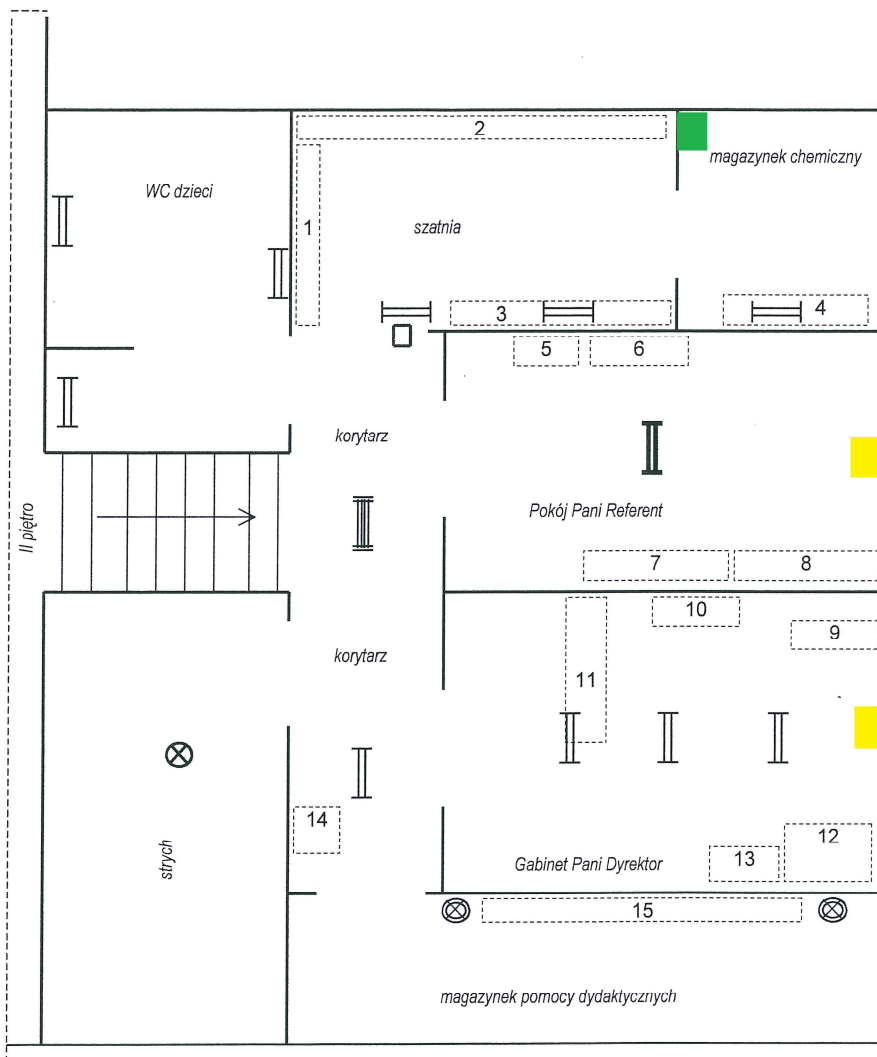 2
magazynek chemiczny
WC dzieci
1
szatnia
3
4
5
6
korytarz
Pokój Pani Referent
II piętro
7
8
10
9
korytarz
11
14
12
13
strych
Gabinet Pani Dyrektor
15
magazynek pomocy dydaktycznych